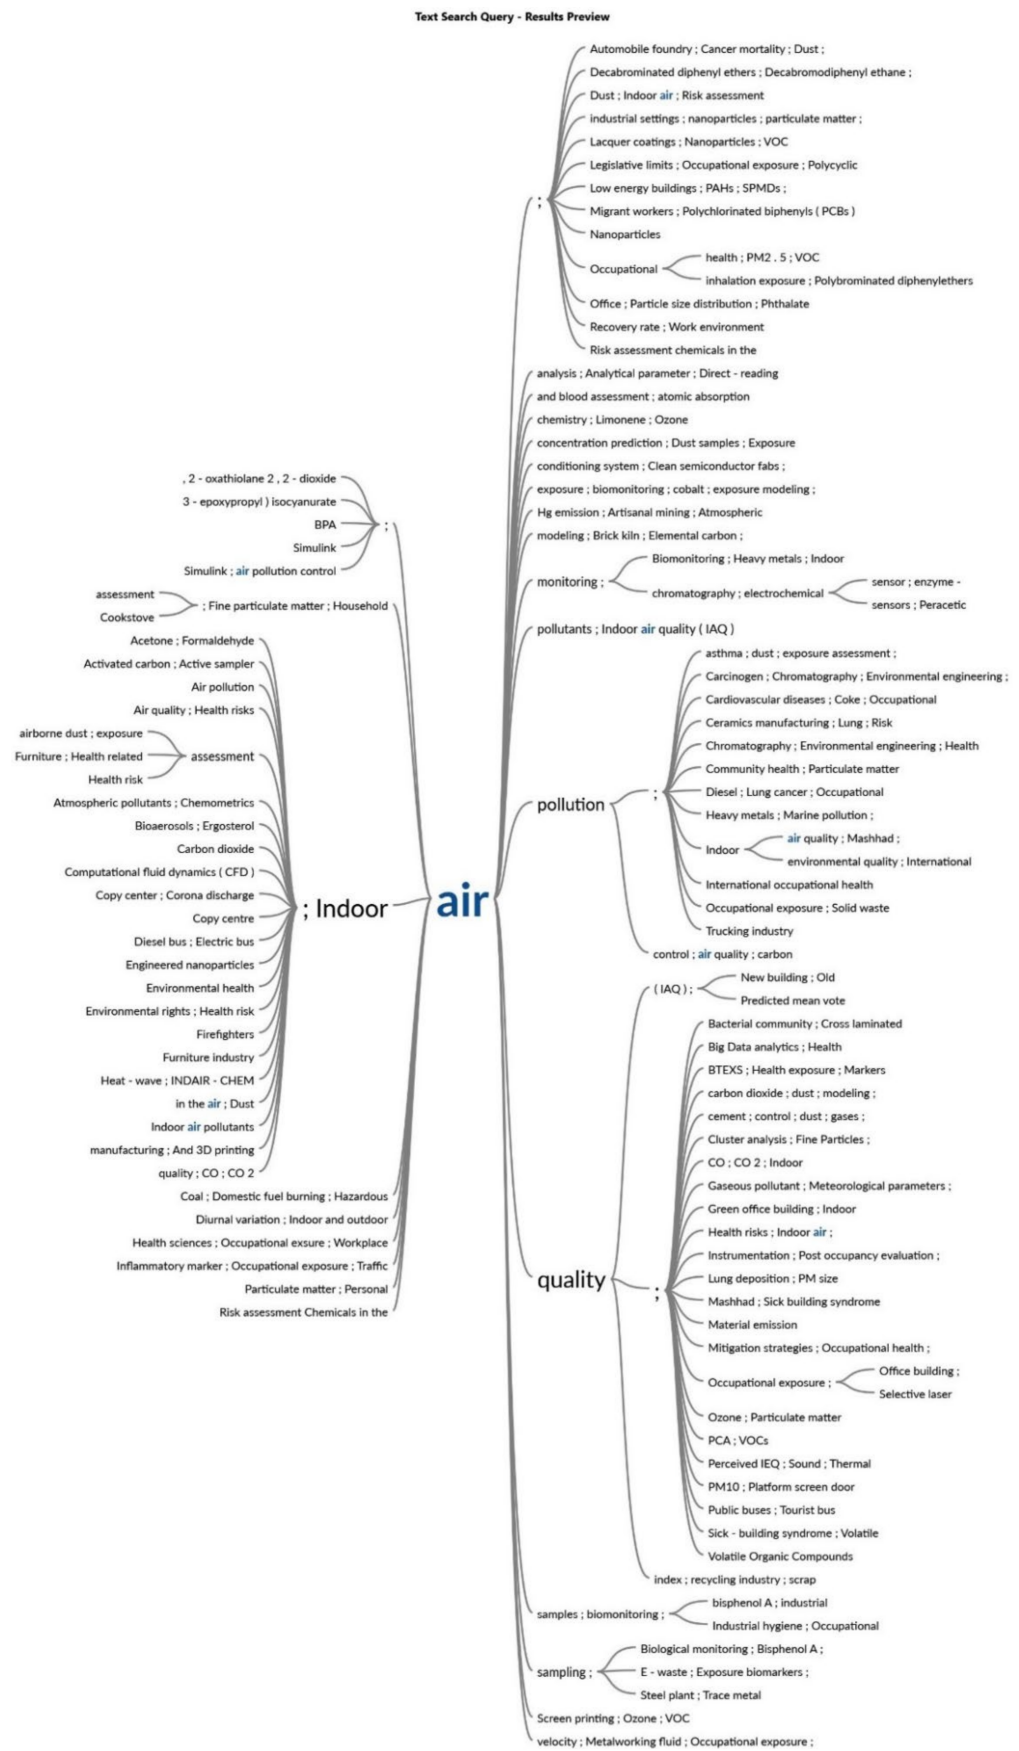 Text Search Query - Results Preview
, 2 - oxathiolane 2 , 2 - dioxide
3 - epoxypropyl ) isocyanurate
BPA
Simulink
Simulink ; air pollution control
;
assessment
Cookstove
; Fine particulate matter ; Household
Acetone ; Formaldehyde
Activated carbon ; Active sampler
Air pollution
Air quality ; Health risks
airborne dust ; exposure
Furniture ; Health related
Health risk
assessment
Atmospheric pollutants ; Chemometrics
Bioaerosols ; Ergosterol
Carbon dioxide
Computational fluid dynamics ( CFD )
Copy center ; Corona discharge
Copy centre
Diesel bus ; Electric bus
Engineered nanoparticles
Environmental health
Environmental rights ; Health risk
Firefighters
Furniture industry
Heat - wave ; INDAIR - CHEM
in the air ; Dust
Indoor air pollutants
manufacturing ; And 3D printing
quality ; CO ; CO 2
; Indoor
Coal ; Domestic fuel burning ; Hazardous
Diurnal variation ; Indoor and outdoor
Health sciences ; Occupational exsure ; Workplace
Inflammatory marker ; Occupational exposure ; Traffic
Particulate matter ; Personal
Risk assessment Chemicals in the
air
;
Automobile foundry ; Cancer mortality ; Dust ;
Decabrominated diphenyl ethers ; Decabromodiphenyl ethane ;
Dust ; Indoor air ; Risk assessment
industrial settings ; nanoparticles ; particulate matter ;
Lacquer coatings ; Nanoparticles ; VOC
Legislative limits ; Occupational exposure ; Polycyclic
Low energy buildings ; PAHs ; SPMDs ;
Migrant workers ; Polychlorinated biphenyls ( PCBs )
Nanoparticles
Occupational
health ; PM2 . 5 ; VOC
inhalation exposure ; Polybrominated diphenylethers
Office ; Particle size distribution ; Phthalate
Recovery rate ; Work environment
Risk assessment chemicals in the
analysis ; Analytical parameter ; Direct - reading
and blood assessment ; atomic absorption
chemistry ; Limonene ; Ozone
concentration prediction ; Dust samples ; Exposure
conditioning system ; Clean semiconductor fabs ;
exposure ; biomonitoring ; cobalt ; exposure modeling ;
Hg emission ; Artisanal mining ; Atmospheric
modeling ; Brick kiln ; Elemental carbon ;
monitoring ;
Biomonitoring ; Heavy metals ; Indoor
chromatography ; electrochemical
sensor ; enzyme -
sensors ; Peracetic
pollutants ; Indoor air quality ( IAQ )
pollution
;
asthma ; dust ; exposure assessment ;
Carcinogen ; Chromatography ; Environmental engineering ;
Cardiovascular diseases ; Coke ; Occupational
Ceramics manufacturing ; Lung ; Risk
Chromatography ; Environmental engineering ; Health
Community health ; Particulate matter
Diesel ; Lung cancer ; Occupational
Heavy metals ; Marine pollution ;
Indoor
air quality ; Mashhad ;
environmental quality ; International
International occupational health
Occupational exposure ; Solid waste
Trucking industry
control ; air quality ; carbon
quality
( IAQ ) ;
New building ; Old
Predicted mean vote
;
Bacterial community ; Cross laminated
Big Data analytics ; Health
BTEXS ; Health exposure ; Markers
carbon dioxide ; dust ; modeling ;
cement ; control ; dust ; gases ;
Cluster analysis ; Fine Particles ;
CO ; CO 2 ; Indoor
Gaseous pollutant ; Meteorological parameters ;
Green office building ; Indoor
Health risks ; Indoor air ;
Instrumentation ; Post occupancy evaluation ;
Lung deposition ; PM size
Mashhad ; Sick building syndrome
Material emission
Mitigation strategies ; Occupational health ;
Occupational exposure ;
Office building ;
Selective laser
Ozone ; Particulate matter
PCA ; VOCs
Perceived IEQ ; Sound ; Thermal
PM10 ; Platform screen door
Public buses ; Tourist bus
Sick - building syndrome ; Volatile
Volatile Organic Compounds
index ; recycling industry ; scrap
samples ; biomonitoring ;
bisphenol A ; industrial
Industrial hygiene ; Occupational
sampling ;
Biological monitoring ; Bisphenol A ;
E - waste ; Exposure biomarkers ;
Steel plant ; Trace metal
Screen printing ; Ozone ; VOC
velocity ; Metalworking fluid ; Occupational exposure ;